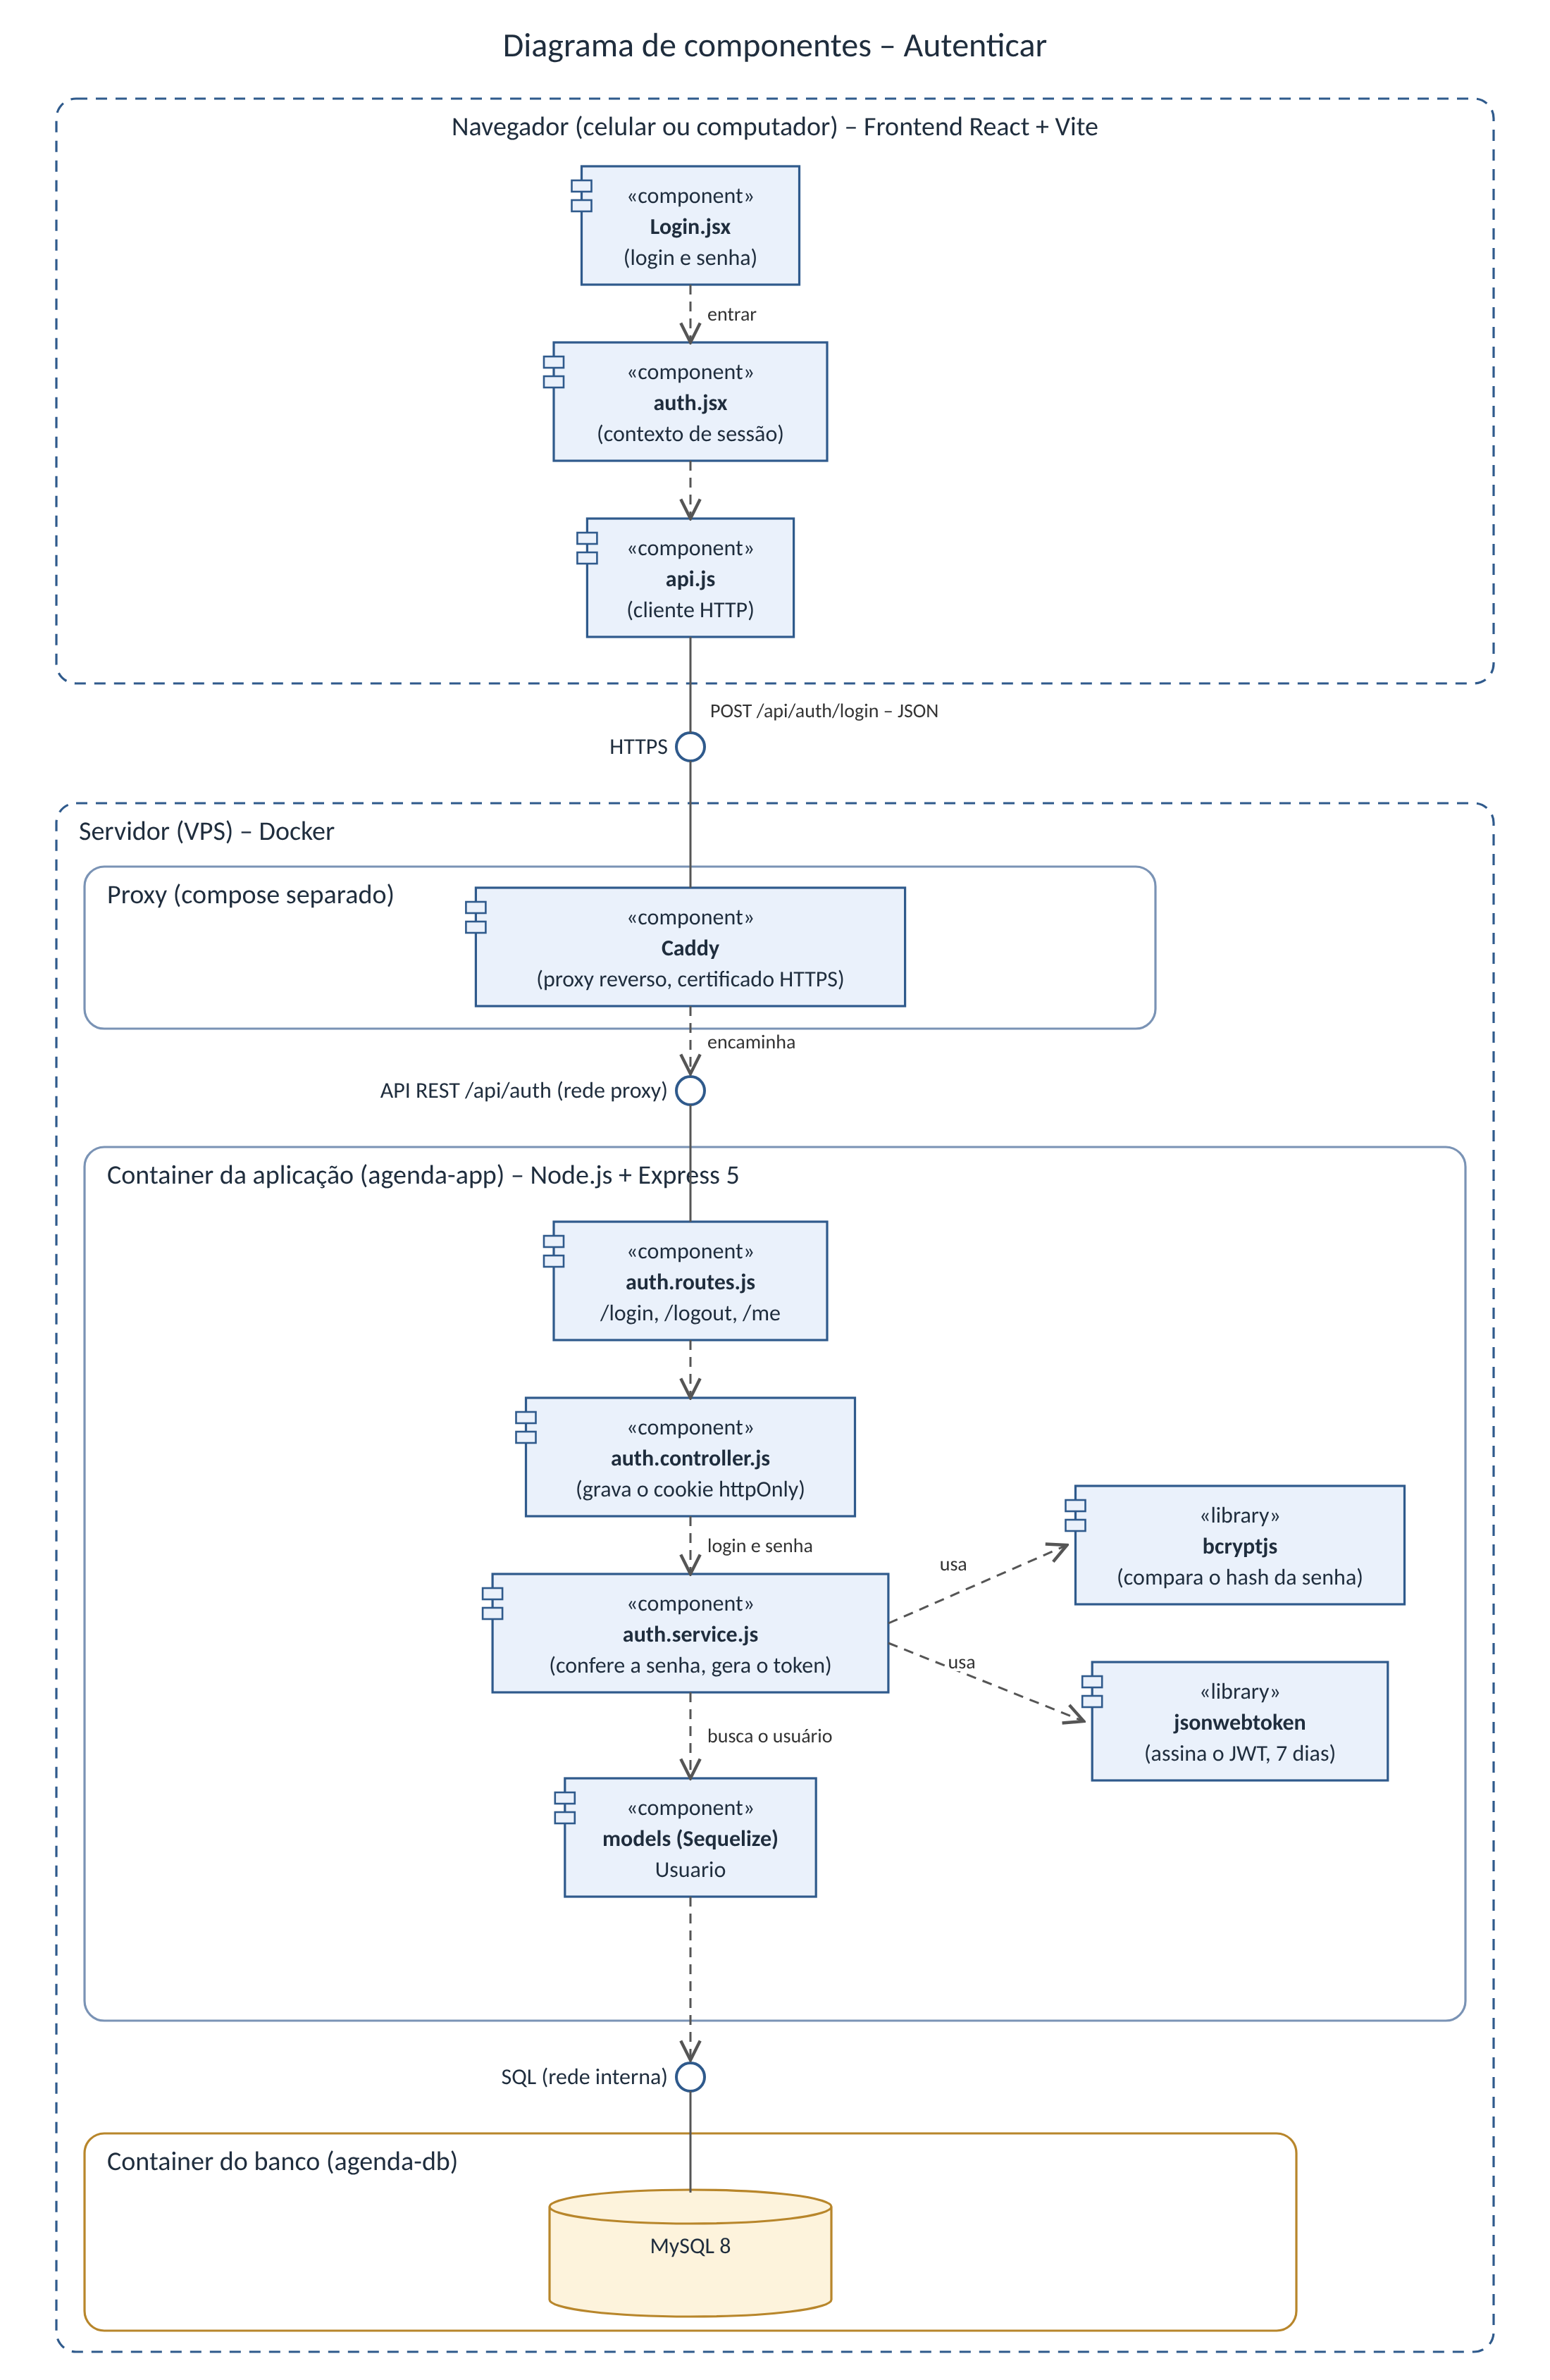 Diagrama de componentes – Autenticar
Navegador (celular ou computador) – Frontend React + Vite
«component»
Login.jsx
(login e senha)
entrar
«component»
auth.jsx
(contexto de sessão)
«component»
api.js
(cliente HTTP)
POST /api/auth/login – JSON
HTTPS
Servidor (VPS) – Docker
Proxy (compose separado)
«component»
Caddy
(proxy reverso, certificado HTTPS)
encaminha
API REST /api/auth (rede proxy)
Container da aplicação (agenda-app) – Node.js + Express 5
«component»
auth.routes.js
/login, /logout, /me
«component»
auth.controller.js
(grava o cookie httpOnly)
login e senha
«component»
auth.service.js
(confere a senha, gera o token)
usa
«library»
bcryptjs
(compara o hash da senha)
usa
«library»
jsonwebtoken
(assina o JWT, 7 dias)
busca o usuário
«component»
models (Sequelize)
Usuario
SQL (rede interna)
Container do banco (agenda-db)
MySQL 8